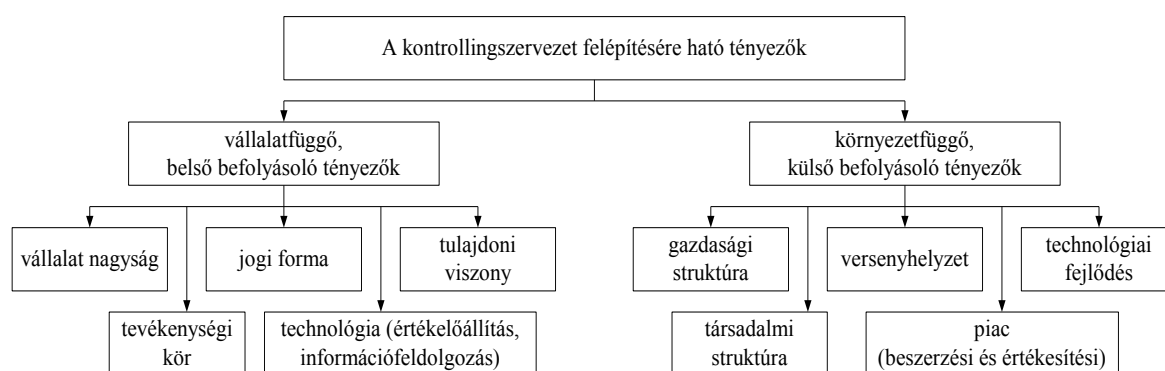 A kontrollingszervezet felépítésére ható tényezők
vállalatfüggő,
belső befolyásoló tényezők
környezetfüggő,
külső befolyásoló tényezők
vállalat nagyság
jogi forma
tulajdoni
viszony
gazdasági
struktúra
versenyhelyzet
technológiai
fejlődés
tevékenységi
kör
technológia (értékelőállítás,
információfeldolgozás)
társadalmi
struktúra
piac
(beszerzési és értékesítési)